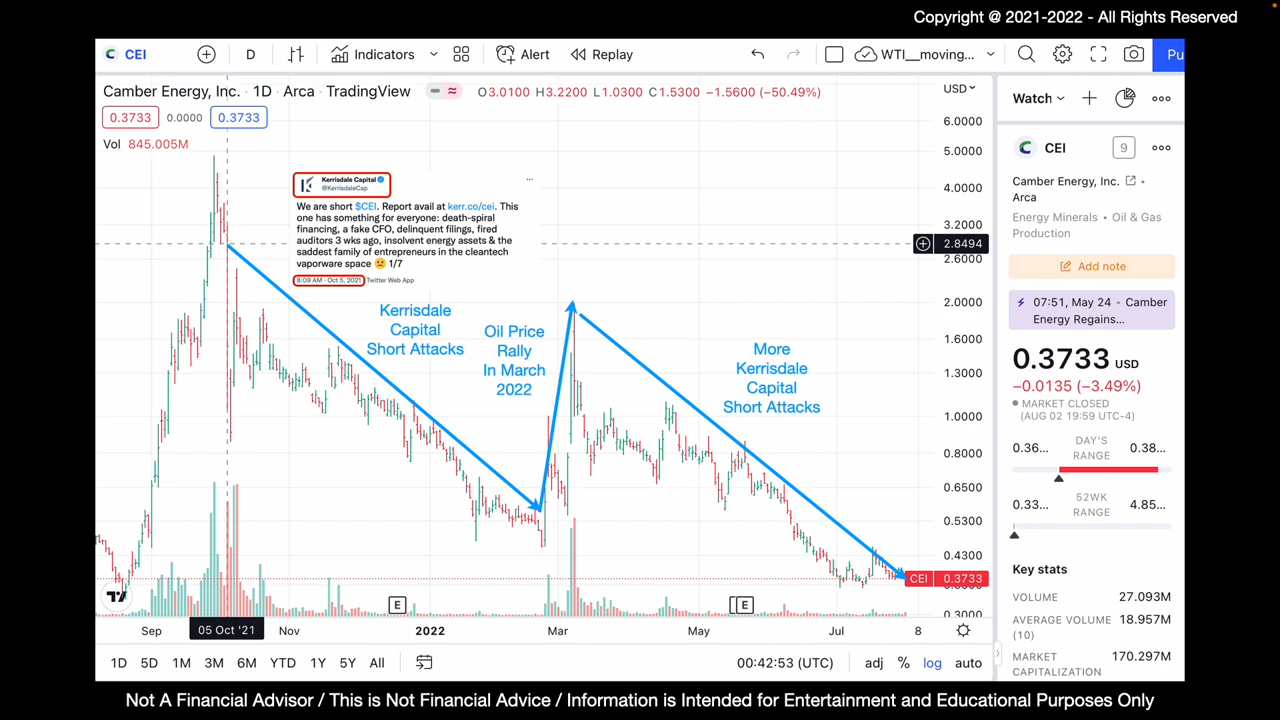 Copyright @ 2021-2022 - All Rights Reserved
CEI
D
Indicators
Alert
Replay
WTI__moving...
Pu
Camber Energy, Inc. · 1D · Arca · TradingView
O3.0100 H3.2200 L1.0300 C1.5300 −1.5600 (−50.49%)
USD
0.3733
0.0000
0.3733
Vol 845.005M
6.0000
5.0000
4.0000
3.2000
2.8494
2.6000
2.0000
1.6000
1.3000
1.0000
0.8000
0.6500
0.5300
0.4300
CEI 0.3733
0.3000
Kerrisdale Capital
@KerrisdaleCap
We are short $CEI. Report avail at kerr.co/cei. This
one has something for everyone: death-spiral
financing, a fake CFO, delinquent filings, fired
auditors 3 wks ago, insolvent energy assets & the
saddest family of entrepreneurs in the cleantech
vaporware space ☹️ 1/7
8:09 AM · Oct 5, 2021 Twitter Web App
Kerrisdale
Capital
Short Attacks
Oil Price
Rally
In March
2022
More
Kerrisdale
Capital
Short Attacks
E
E
Sep
05 Oct '21
Nov
2022
Mar
May
Jul
8
1D
5D
1M
3M
6M
YTD
1Y
5Y
All
00:42:53 (UTC)
adj
%
log
auto
Watch
CEI
9
Camber Energy, Inc.
Arca
Energy Minerals • Oil & Gas
Production
Add note
07:51, May 24 • Camber
Energy Regains...
0.3733 USD
−0.0135 (−3.49%)
MARKET CLOSED
(AUG 02 19:59 UTC-4)
0.36...
DAY'S
RANGE
0.38...
0.33...
52WK
RANGE
4.85...
Key stats
VOLUME 27.093M
AVERAGE VOLUME 18.957M
(10)
MARKET 170.297M
CAPITALIZATION
Not A Financial Advisor / This is Not Financial Advice / Information is Intended for Entertainment and Educational Purposes Only